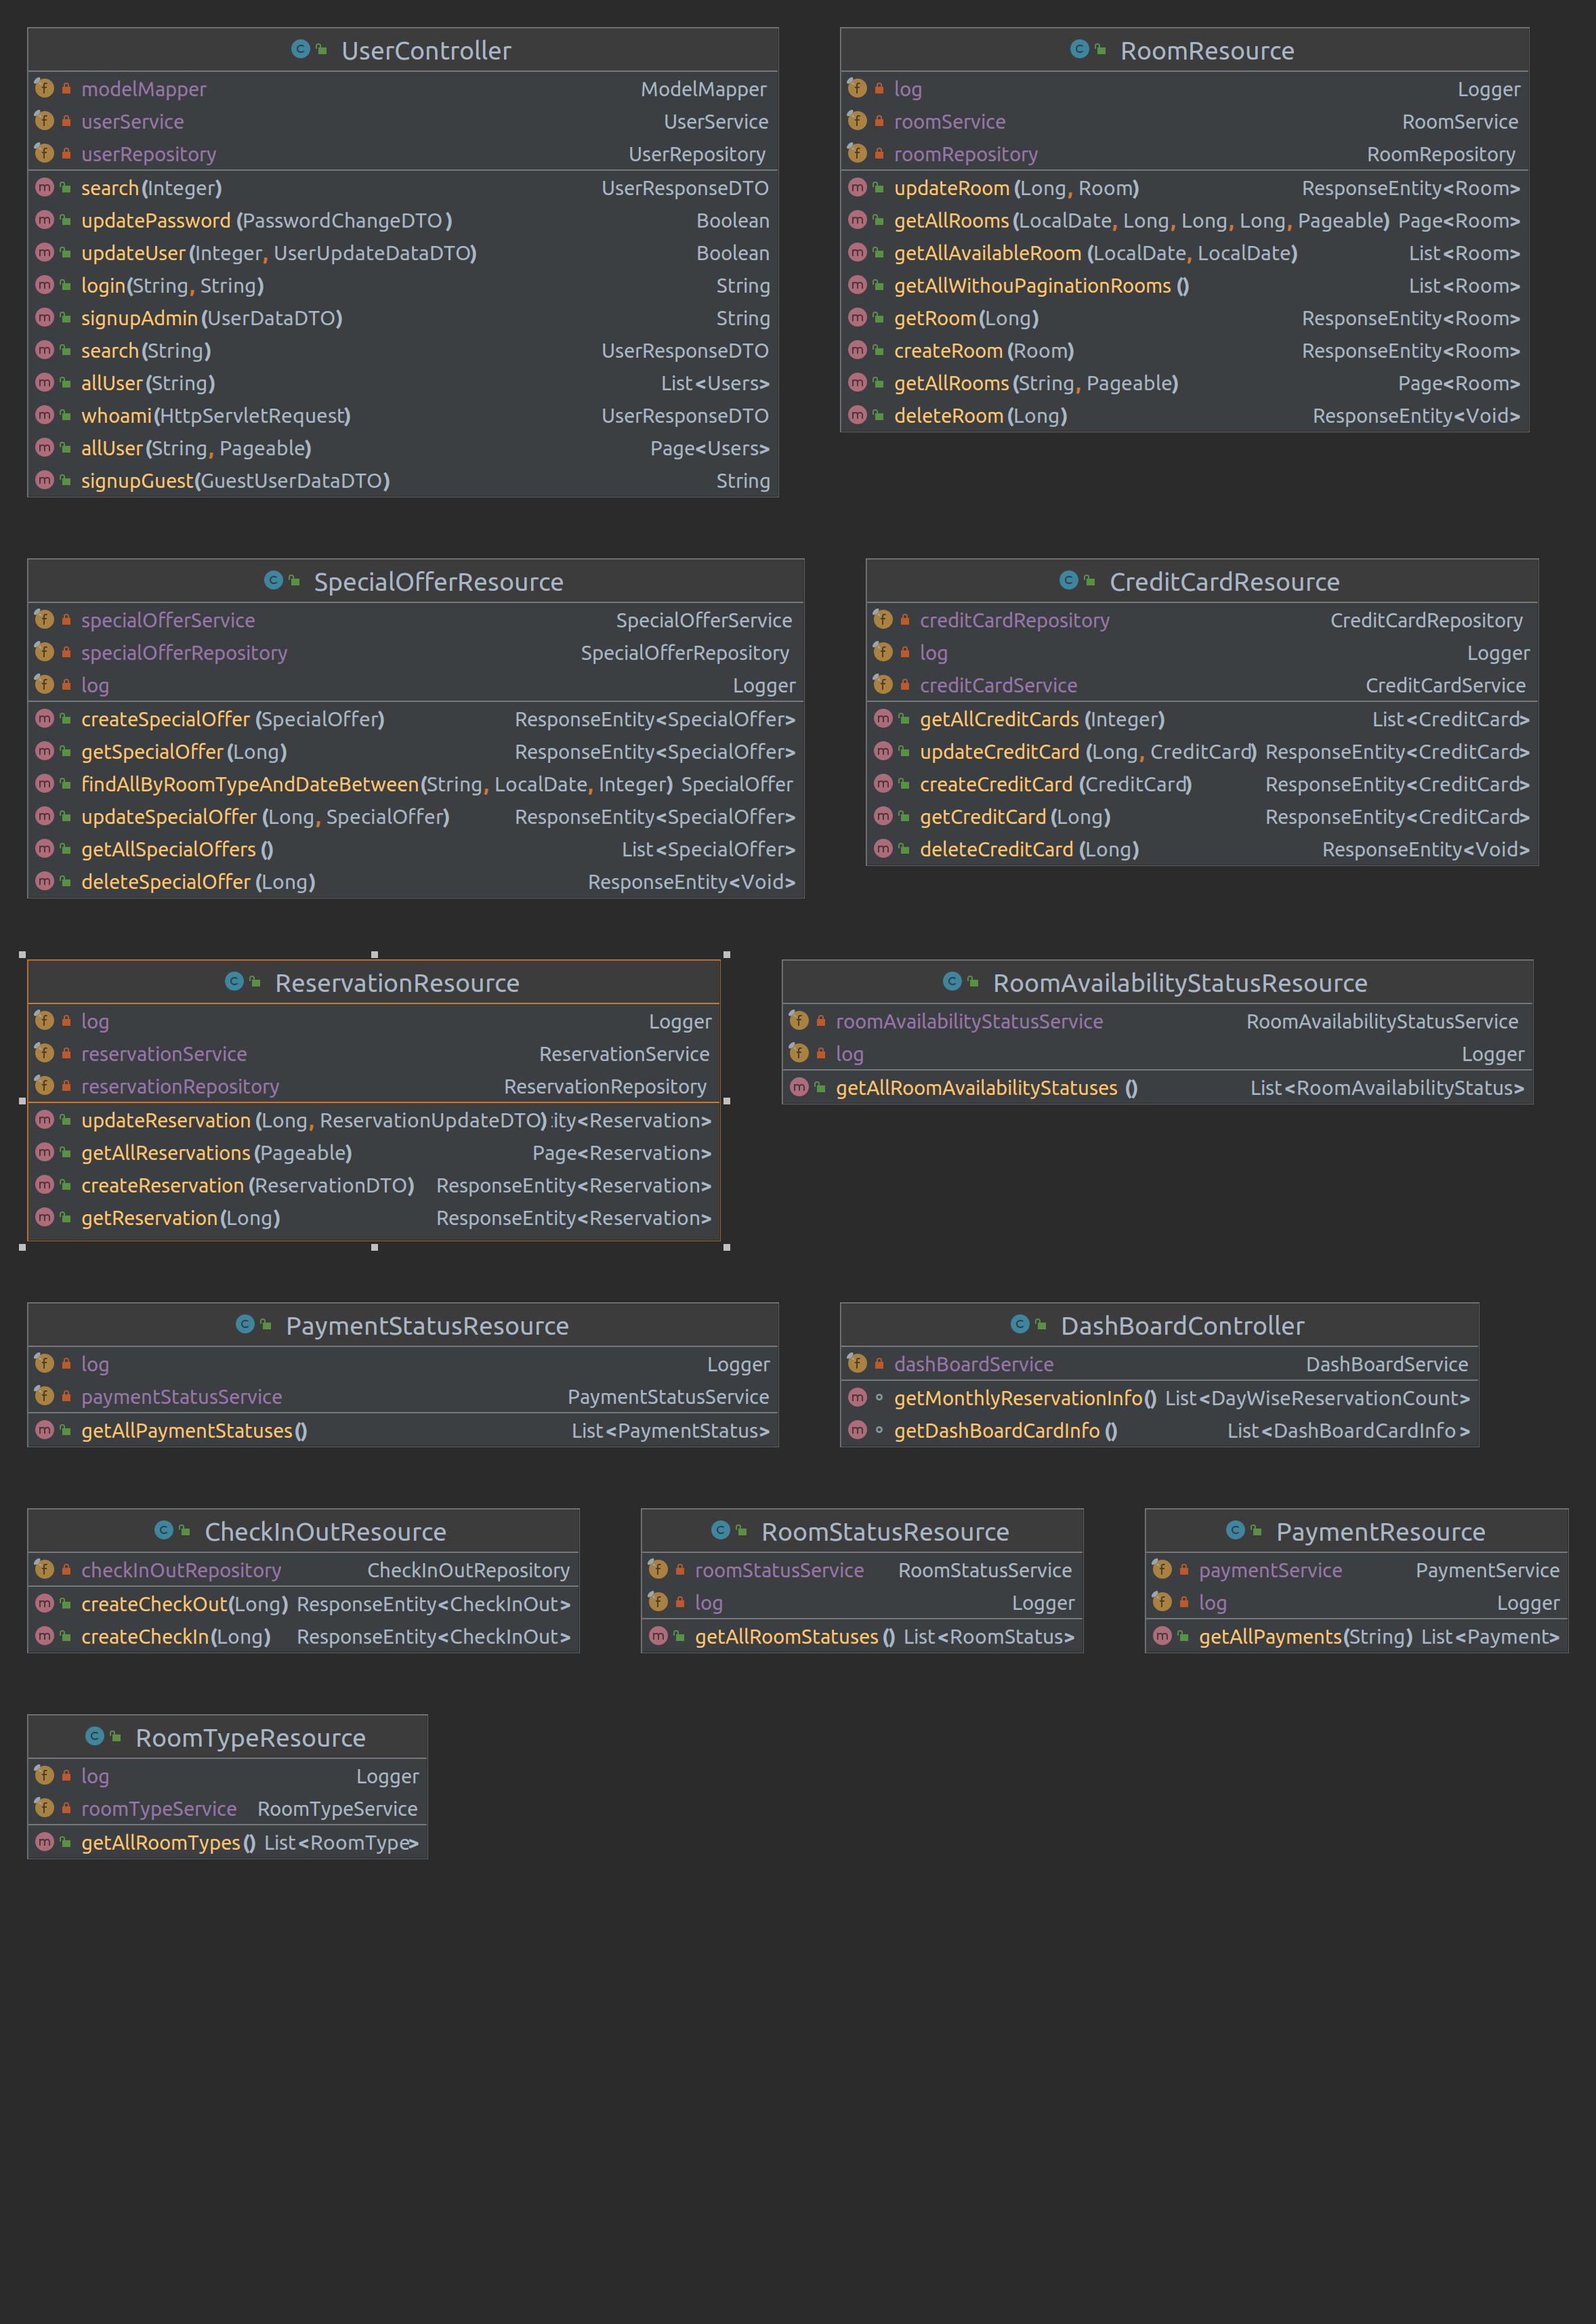 UserController
modelMapper ModelMapper
userService UserService
userRepository UserRepository
search(Integer) UserResponseDTO
updatePassword (PasswordChangeDTO ) Boolean
updateUser(Integer, UserUpdateDataDTO) Boolean
login(String, String) String
signupAdmin(UserDataDTO) String
search(String) UserResponseDTO
allUser(String) List<Users>
whoami(HttpServletRequest) UserResponseDTO
allUser(String, Pageable) Page<Users>
signupGuest(GuestUserDataDTO) String
RoomResource
log Logger
roomService RoomService
roomRepository RoomRepository
updateRoom (Long, Room) ResponseEntity<Room>
getAllRooms(LocalDate, Long, Long, Long, Pageable) Page<Room>
getAllAvailableRoom (LocalDate, LocalDate) List<Room>
getAllWithouPaginationRooms () List<Room>
getRoom(Long) ResponseEntity<Room>
createRoom (Room) ResponseEntity<Room>
getAllRooms(String, Pageable) Page<Room>
deleteRoom(Long) ResponseEntity<Void>
SpecialOfferResource
specialOfferService SpecialOfferService
specialOfferRepository SpecialOfferRepository
log Logger
createSpecialOffer (SpecialOffer) ResponseEntity<SpecialOffer>
getSpecialOffer(Long) ResponseEntity<SpecialOffer>
findAllByRoomTypeAndDateBetween(String, LocalDate, Integer) SpecialOffer
updateSpecialOffer (Long, SpecialOffer) ResponseEntity<SpecialOffer>
getAllSpecialOffers () List<SpecialOffer>
deleteSpecialOffer (Long) ResponseEntity<Void>
CreditCardResource
creditCardRepository CreditCardRepository
log Logger
creditCardService CreditCardService
getAllCreditCards (Integer) List<CreditCard>
updateCreditCard (Long, CreditCard) ResponseEntity<CreditCard>
createCreditCard (CreditCard) ResponseEntity<CreditCard>
getCreditCard (Long) ResponseEntity<CreditCard>
deleteCreditCard (Long) ResponseEntity<Void>
ReservationResource
log Logger
reservationService ReservationService
reservationRepository ReservationRepository
updateReservation (Long, ReservationUpdateDTO) ity<Reservation>
getAllReservations (Pageable) Page<Reservation>
createReservation (ReservationDTO) ResponseEntity<Reservation>
getReservation(Long) ResponseEntity<Reservation>
RoomAvailabilityStatusResource
roomAvailabilityStatusService RoomAvailabilityStatusService
log Logger
getAllRoomAvailabilityStatuses () List<RoomAvailabilityStatus>
PaymentStatusResource
log Logger
paymentStatusService PaymentStatusService
getAllPaymentStatuses() List<PaymentStatus>
DashBoardController
dashBoardService DashBoardService
getMonthlyReservationInfo() List<DayWiseReservationCount>
getDashBoardCardInfo () List<DashBoardCardInfo >
CheckInOutResource
checkInOutRepository CheckInOutRepository
createCheckOut(Long) ResponseEntity<CheckInOut>
createCheckIn(Long) ResponseEntity<CheckInOut>
RoomStatusResource
roomStatusService RoomStatusService
log Logger
getAllRoomStatuses () List<RoomStatus>
PaymentResource
paymentService PaymentService
log Logger
getAllPayments(String) List<Payment>
RoomTypeResource
log Logger
roomTypeService RoomTypeService
getAllRoomTypes() List<RoomType>